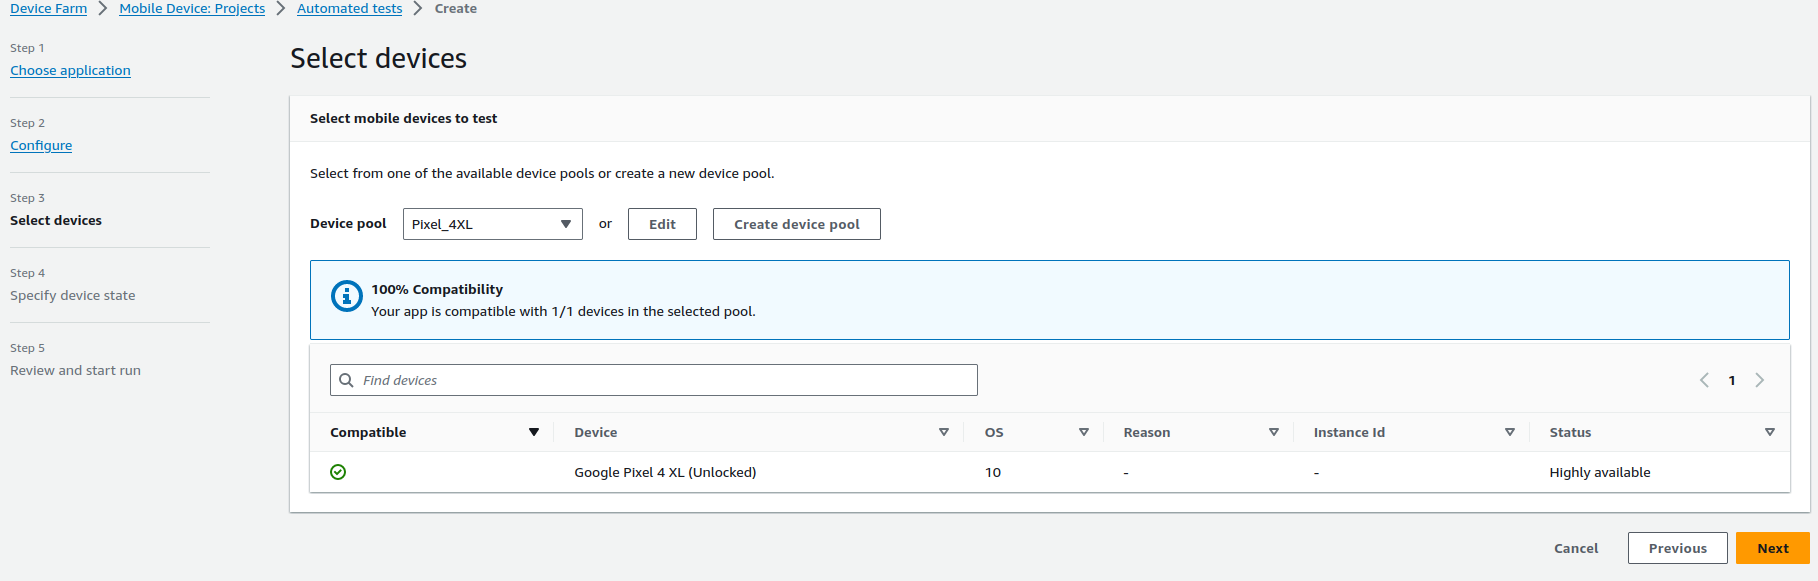 Device Farm > Mobile Device: Projects > Automated tests > Create
Step 1
Choose application
Step 2
Configure
Step 3
Select devices
Step 4
Specify device state
Step 5
Review and start run
Select devices
Select mobile devices to test
Select from one of the available device pools or create a new device pool.
Device pool Pixel_4XL or Edit Create device pool
100% Compatibility
Your app is compatible with 1/1 devices in the selected pool.
Find devices 1
Compatible Device OS Reason Instance Id Status
Google Pixel 4 XL (Unlocked) 10 - - Highly available
Cancel Previous Next